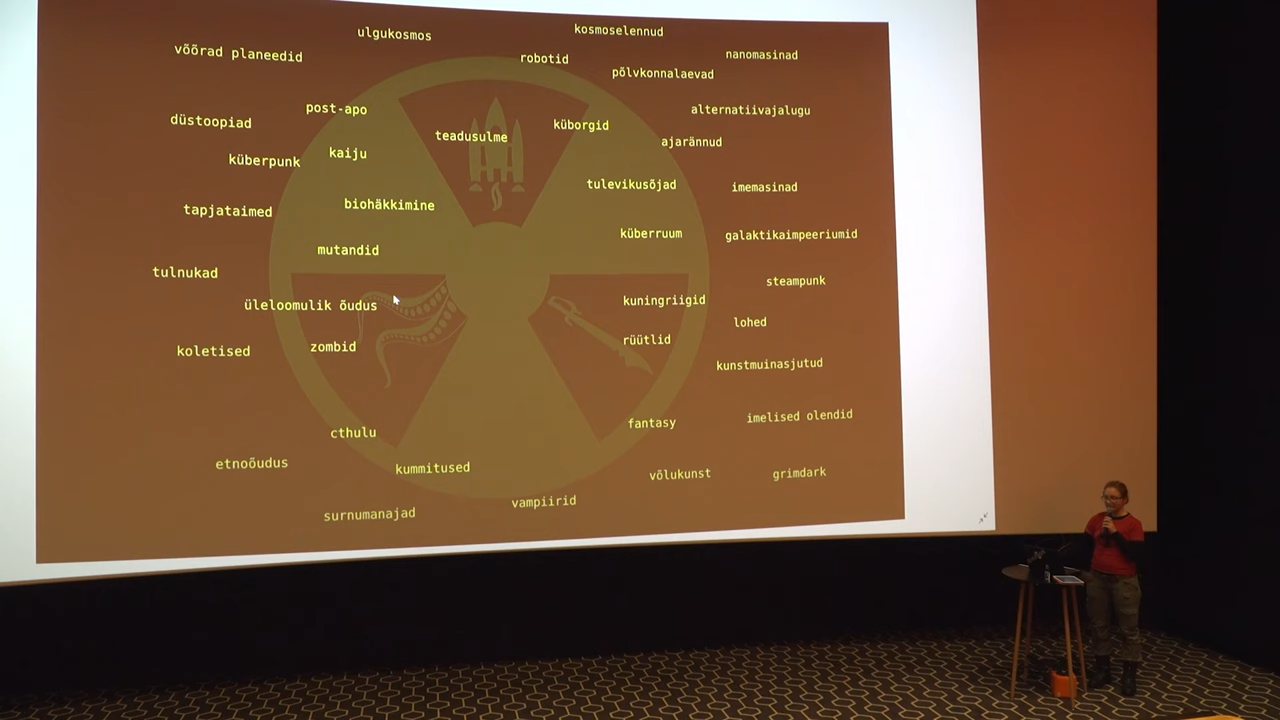 ulgukosmos
kosmoselennud
võõrad planeedid
robotid
nanomasinad
põlvkonnalaevad
post-apo
alternatiivajalugu
düstoopiad
teadusulme
küborgid
ajarännud
küberpunk
kaiju
tulevikusõjad
imemasinad
tapjataimed
biohäkkimine
küberruum
galaktikaimpeeriumid
mutandid
tulnukad
steampunk
üleloomulik õudus
kuningriigid
lohed
koletised
zombid
rüütlid
kunstmuinasjutud
cthulu
fantasy
imelised olendid
etnoõudus
kummitused
võlukunst
grimdark
surnumanajad
vampiirid